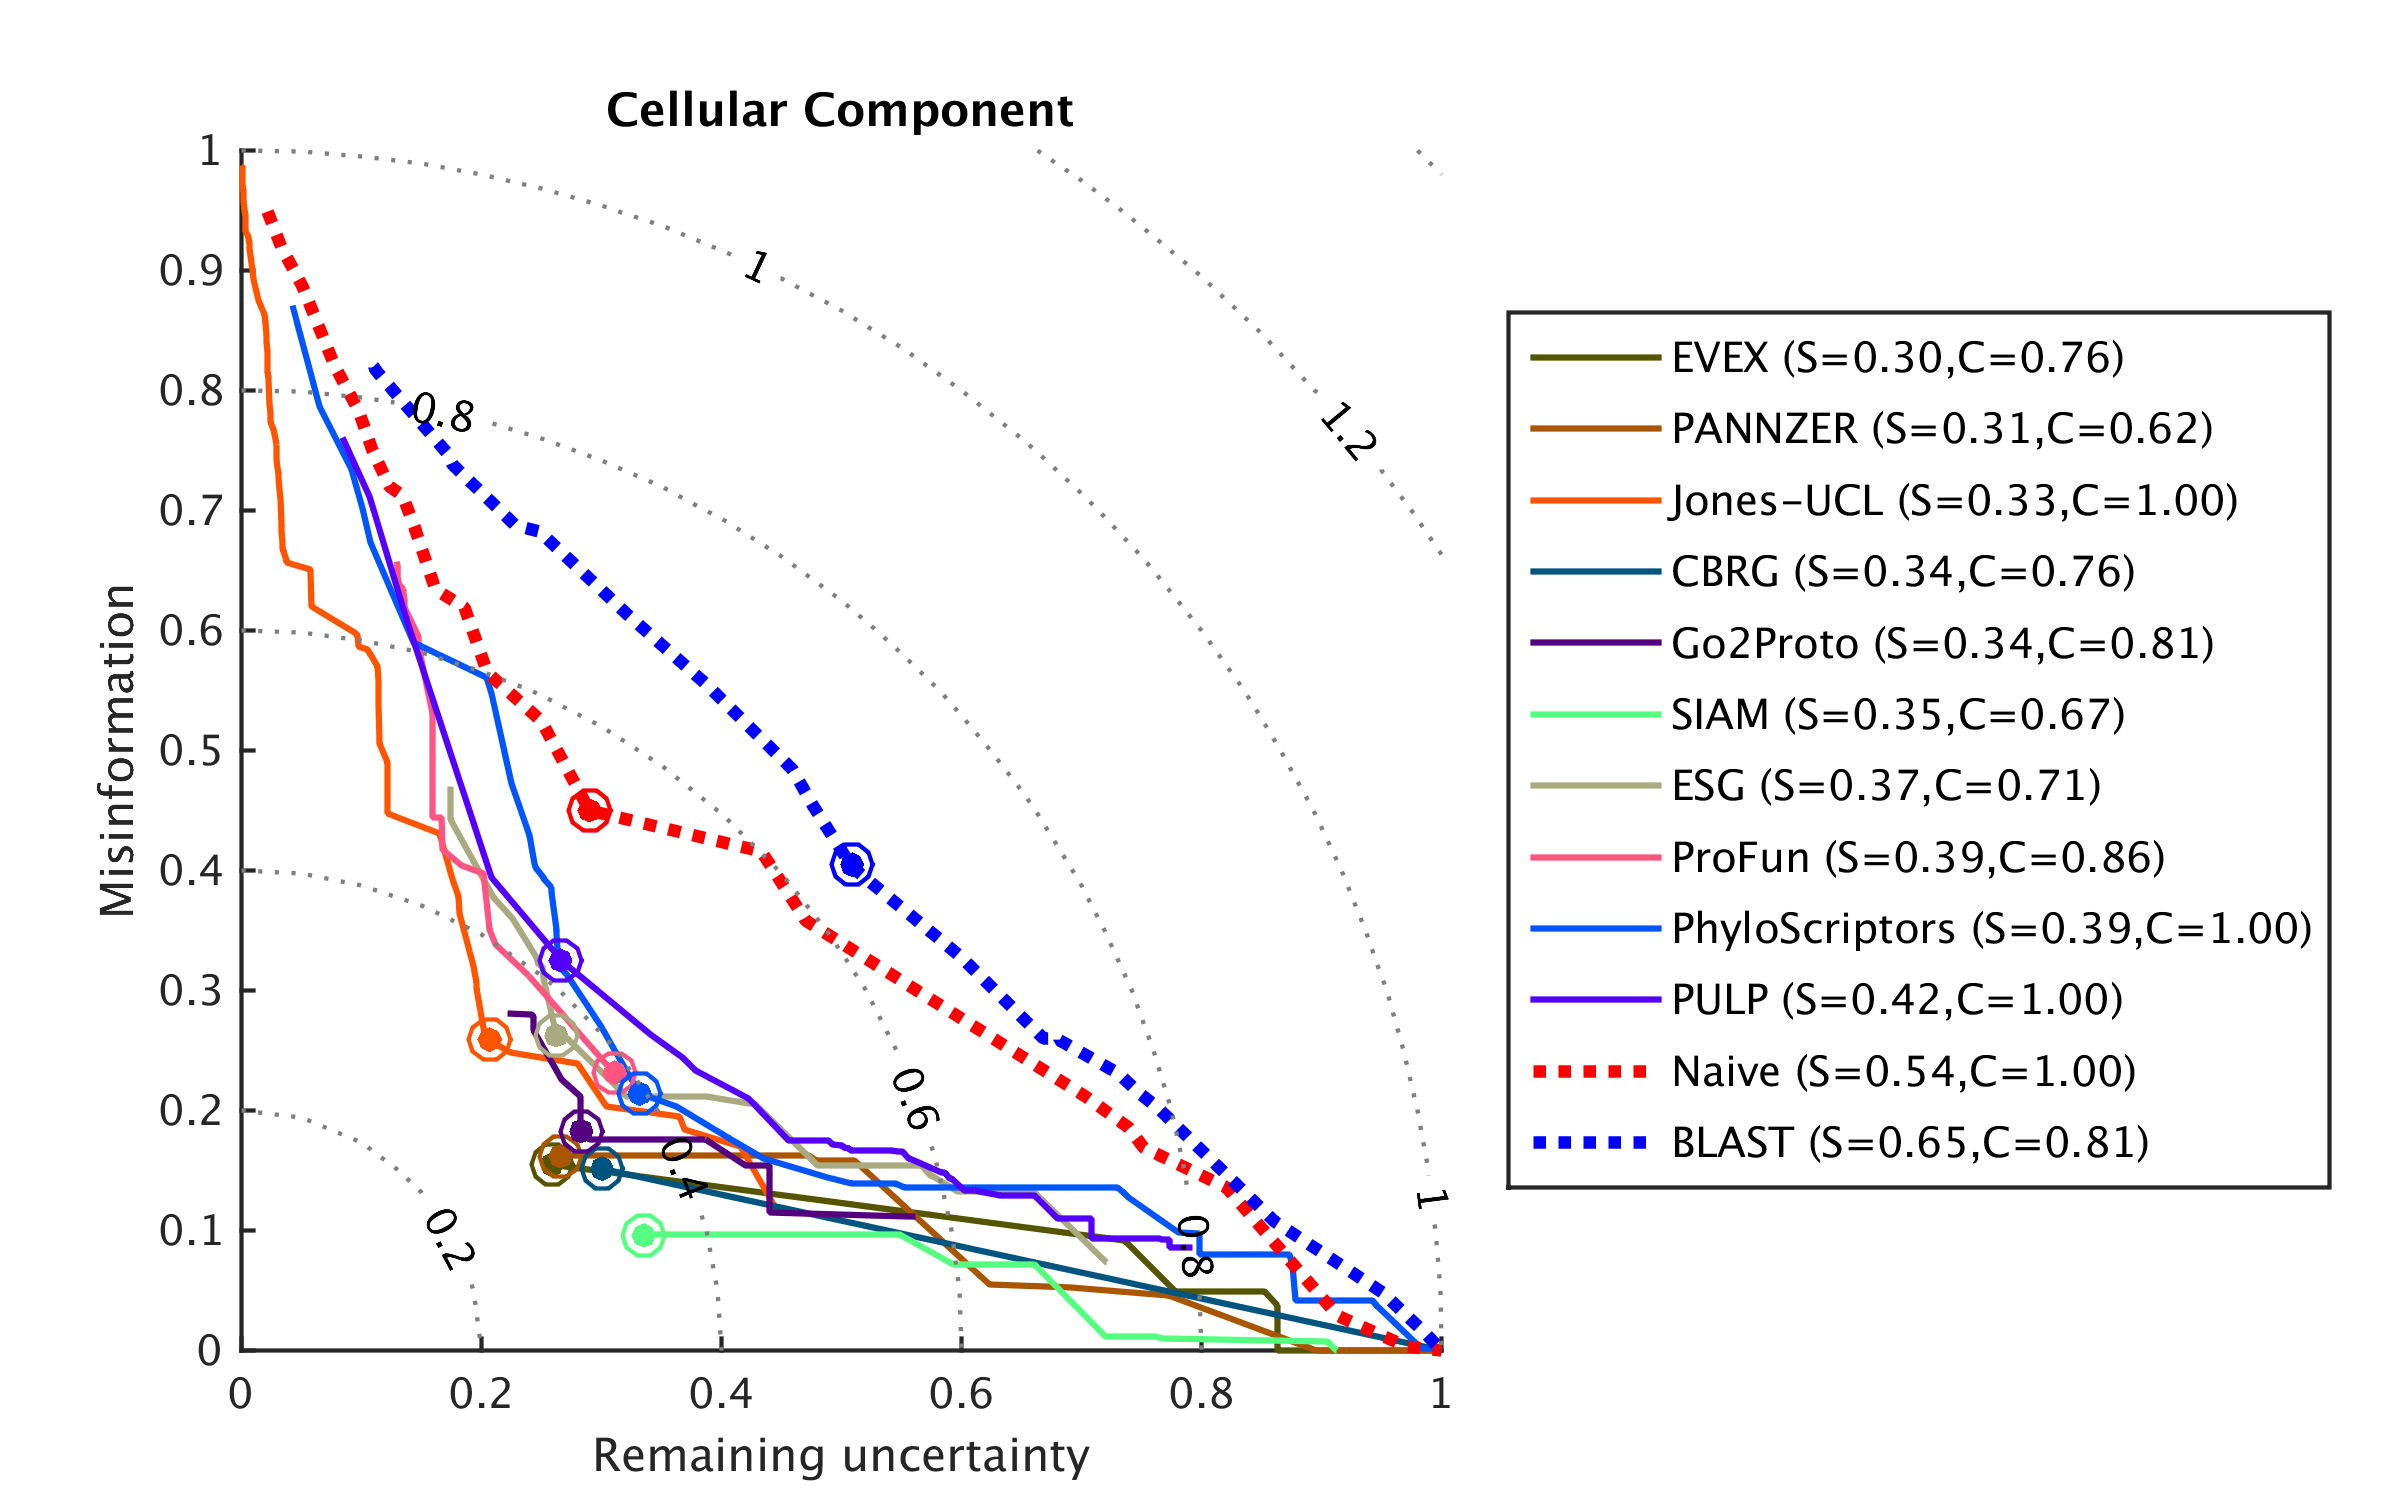 Cellular Component
1
0.9
0.8
0.7
0.6
0.5
0.4
0.3
0.2
0.1
0
Misinformation
0 0.2 0.4 0.6 0.8 1
Remaining uncertainty
1
0.8
1.2
0.6
0.4
0.2
0.8
1
EVEX (S=0.30,C=0.76)
PANNZER (S=0.31,C=0.62)
Jones-UCL (S=0.33,C=1.00)
CBRG (S=0.34,C=0.76)
Go2Proto (S=0.34,C=0.81)
SIAM (S=0.35,C=0.67)
ESG (S=0.37,C=0.71)
ProFun (S=0.39,C=0.86)
PhyloScriptors (S=0.39,C=1.00)
PULP (S=0.42,C=1.00)
Naive (S=0.54,C=1.00)
BLAST (S=0.65,C=0.81)